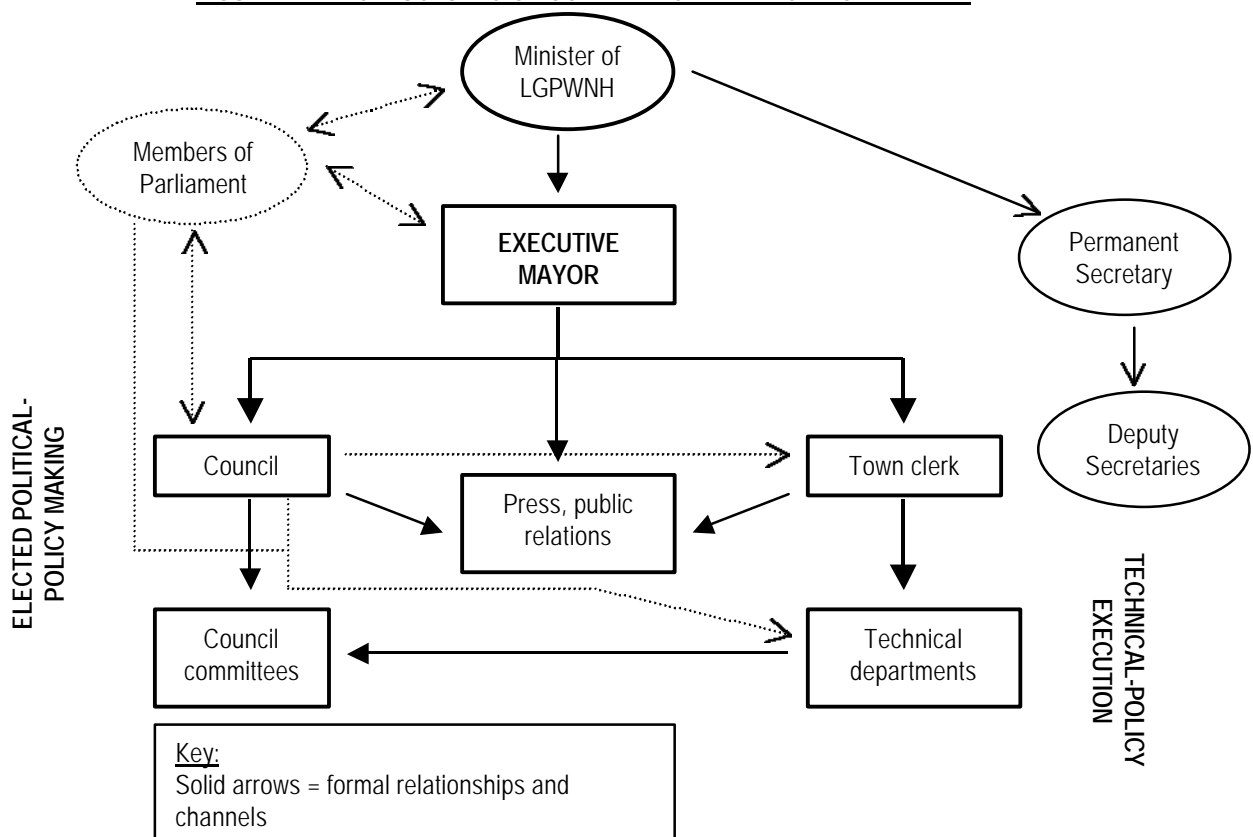 Minister of
LGPWNH
Members of
Parliament
EXECUTIVE
MAYOR
Permanent
Secretary
Deputy
Secretaries
ELECTED POLITICAL-
POLICY MAKING
Council
Town clerk
Press, public
relations
TECHNICAL-POLICY
EXECUTION
Council
committees
Technical
departments
Key:
Solid arrows = formal relationships and
channels